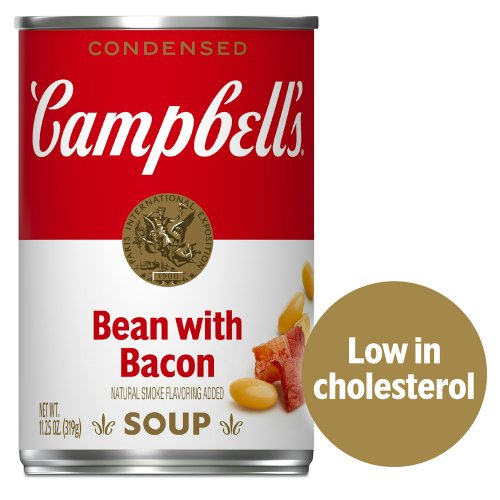 CONDENSED
Campbell's
PARIS INTERNATIONAL EXPOSITION
1900
Bean with
Bacon
NATURAL SMOKE FLAVORING ADDED
NET WT.
11.25 OZ. (319g)
SOUP
Low in
cholesterol